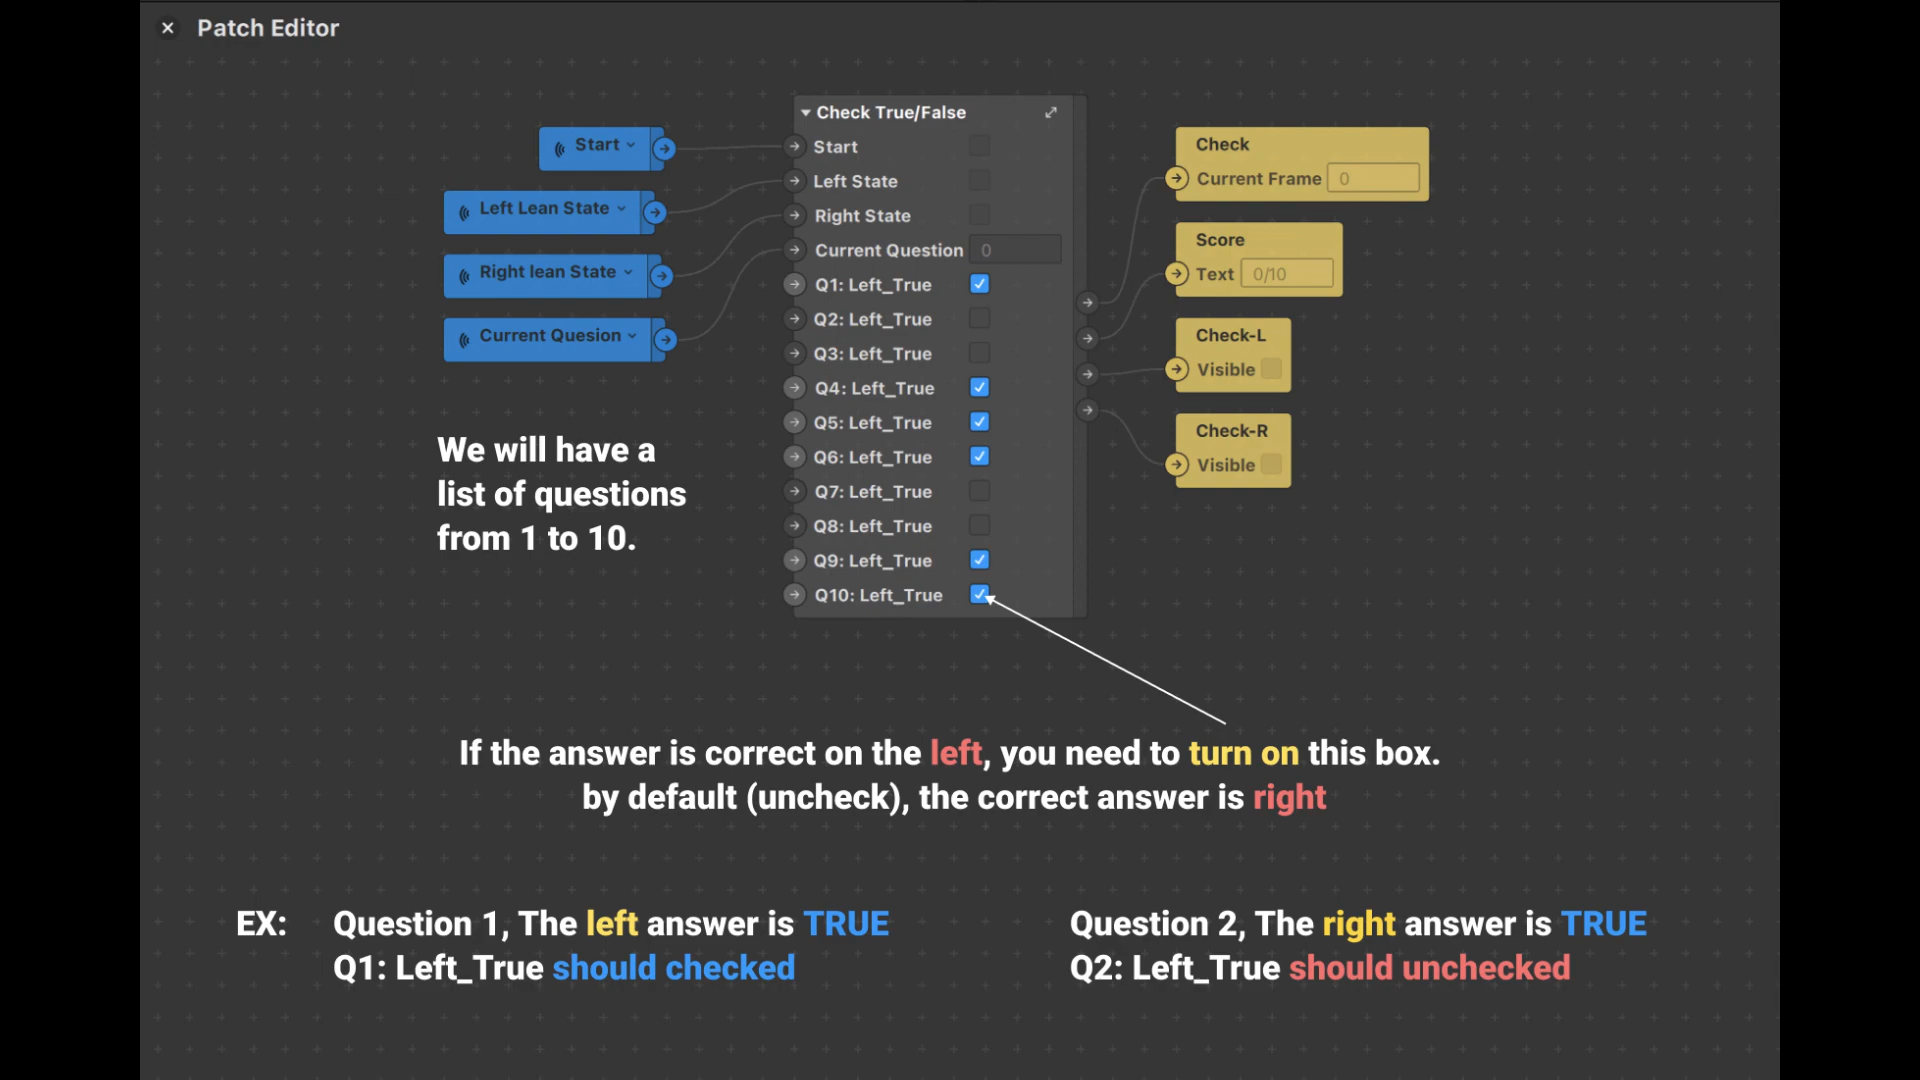 Patch Editor
Start
Left Lean State
Right lean State
Current Quesion
Check True/False
Start
Left State
Right State
Current Question 0
Q1: Left_True
Q2: Left_True
Q3: Left_True
Q4: Left_True
Q5: Left_True
Q6: Left_True
Q7: Left_True
Q8: Left_True
Q9: Left_True
Q10: Left_True
Check
Current Frame 0
Score
Text 0/10
Check-L
Visible
Check-R
Visible
We will have a
list of questions
from 1 to 10.
If the answer is correct on the left, you need to turn on this box.
by default (uncheck), the correct answer is right
EX: Question 1, The left answer is TRUE
Q1: Left_True should checked
Question 2, The right answer is TRUE
Q2: Left_True should unchecked